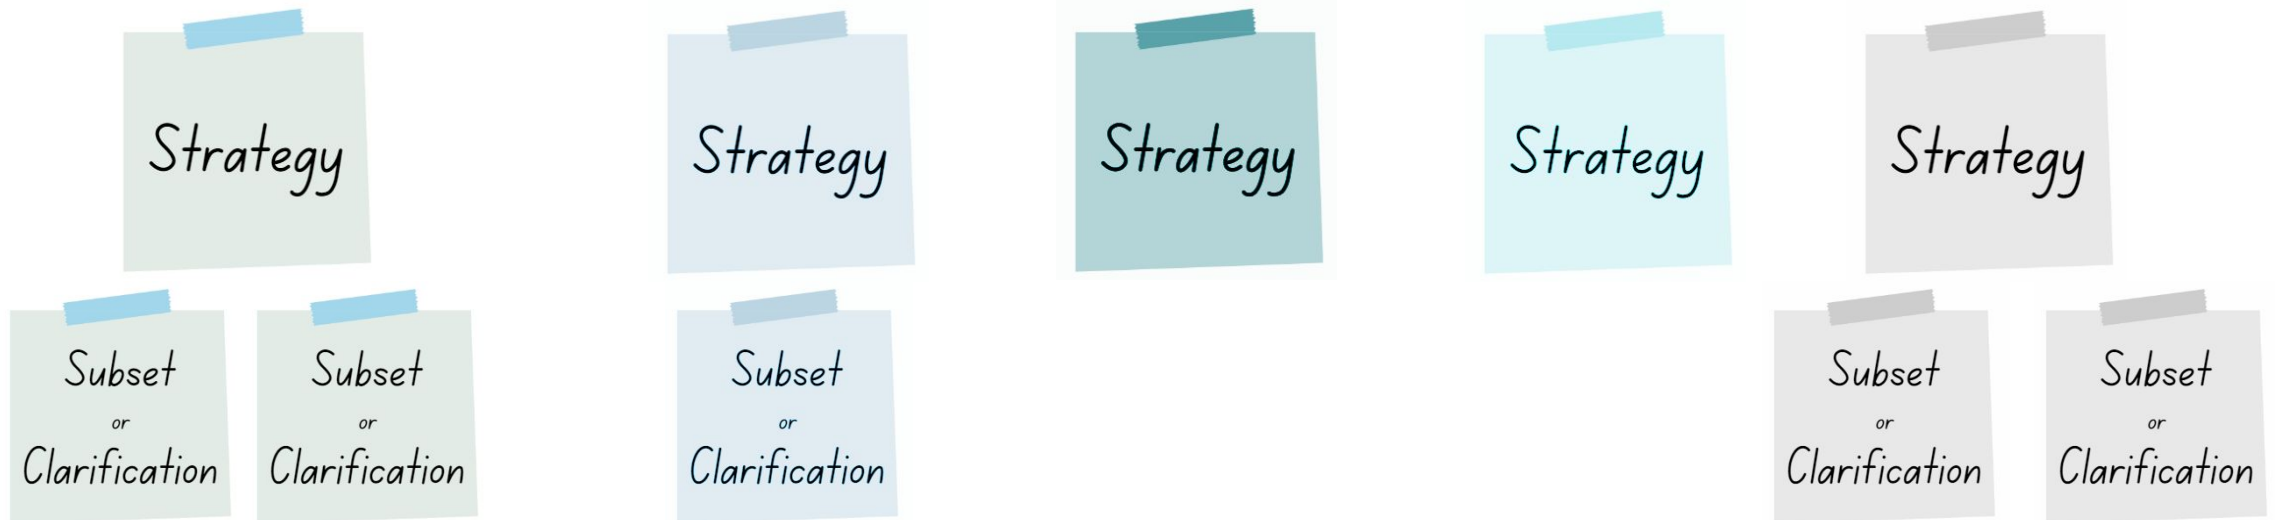 Strategy
Strategy
Strategy
Strategy
Strategy
Subset
or
Clarification
Subset
or
Clarification
Subset
or
Clarification
Subset
or
Clarification
Subset
or
Clarification